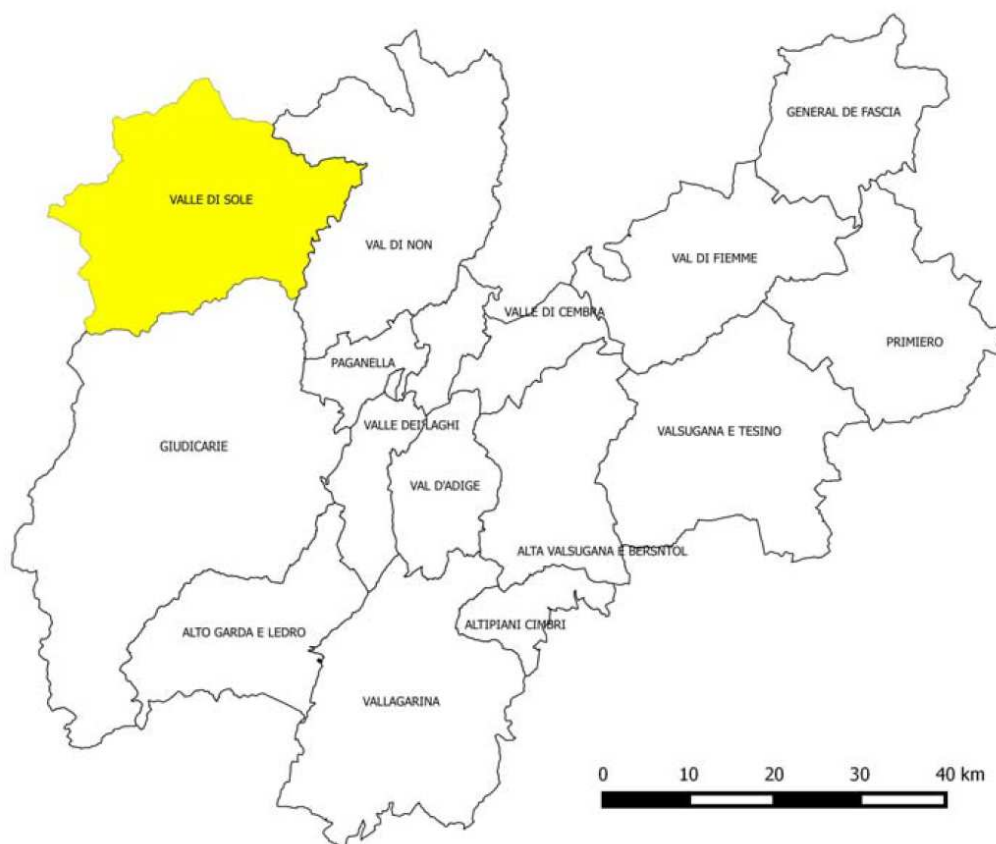 GENERAL DE FASCIA
VALLE DI SOLE
VAL DI NON
VAL DI FIEMME
VALLE DI CEMBRA
PRIMIERO
PAGANELLA
VALLE DEI LAGHI
VALSUGANA E TESINO
GIUDICARIE
VAL D'ADIGE
ALTA VALSUGANA E BERSNTOL
ALTO GARDA E LEDRO
ALTIPIANI CIMBRI
VALLAGARINA
0 10 20 30 40 km